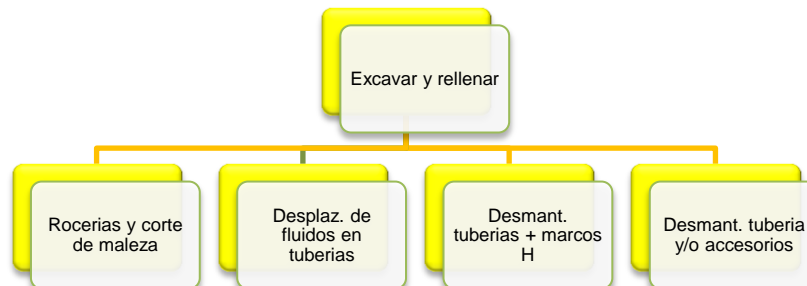 Excavar y rellenar
Rocerias y corte
de maleza
Desplaz. de
fluidos en
tuberias
Desmant.
tuberias + marcos
H
Desmant. tuberia
y/o accesorios